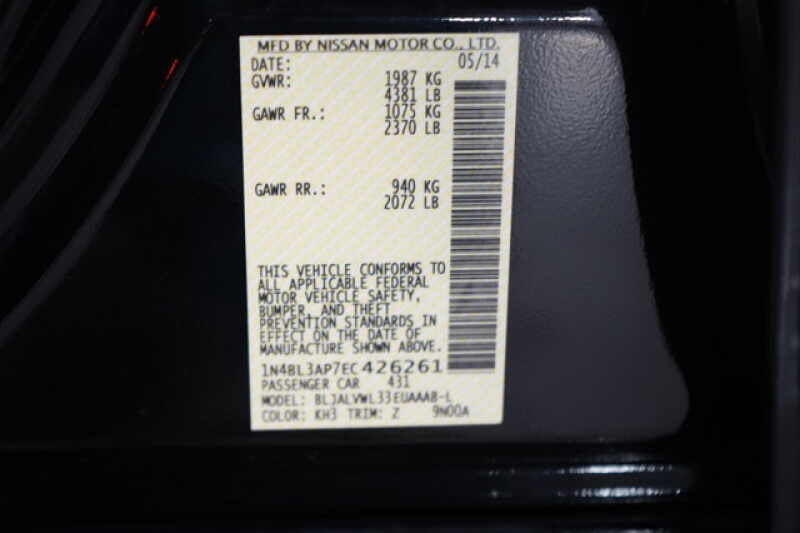 MFD BY NISSAN MOTOR CO., LTD.
DATE: 05/14
GVWR: 1987 KG
4381 LB
GAWR FR.: 1075 KG
2370 LB
GAWR RR.: 940 KG
2072 LB
THIS VEHICLE CONFORMS TO
ALL APPLICABLE FEDERAL
MOTOR VEHICLE SAFETY,
BUMPER, AND THEFT
PREVENTION STANDARDS IN
EFFECT ON THE DATE OF
MANUFACTURE SHOWN ABOVE.
1N4BL3AP7EC426261
PASSENGER CAR 431
MODEL: BLJALVWL33EUAAAB-L
COLOR: KH3 TRIM: Z 9N00A